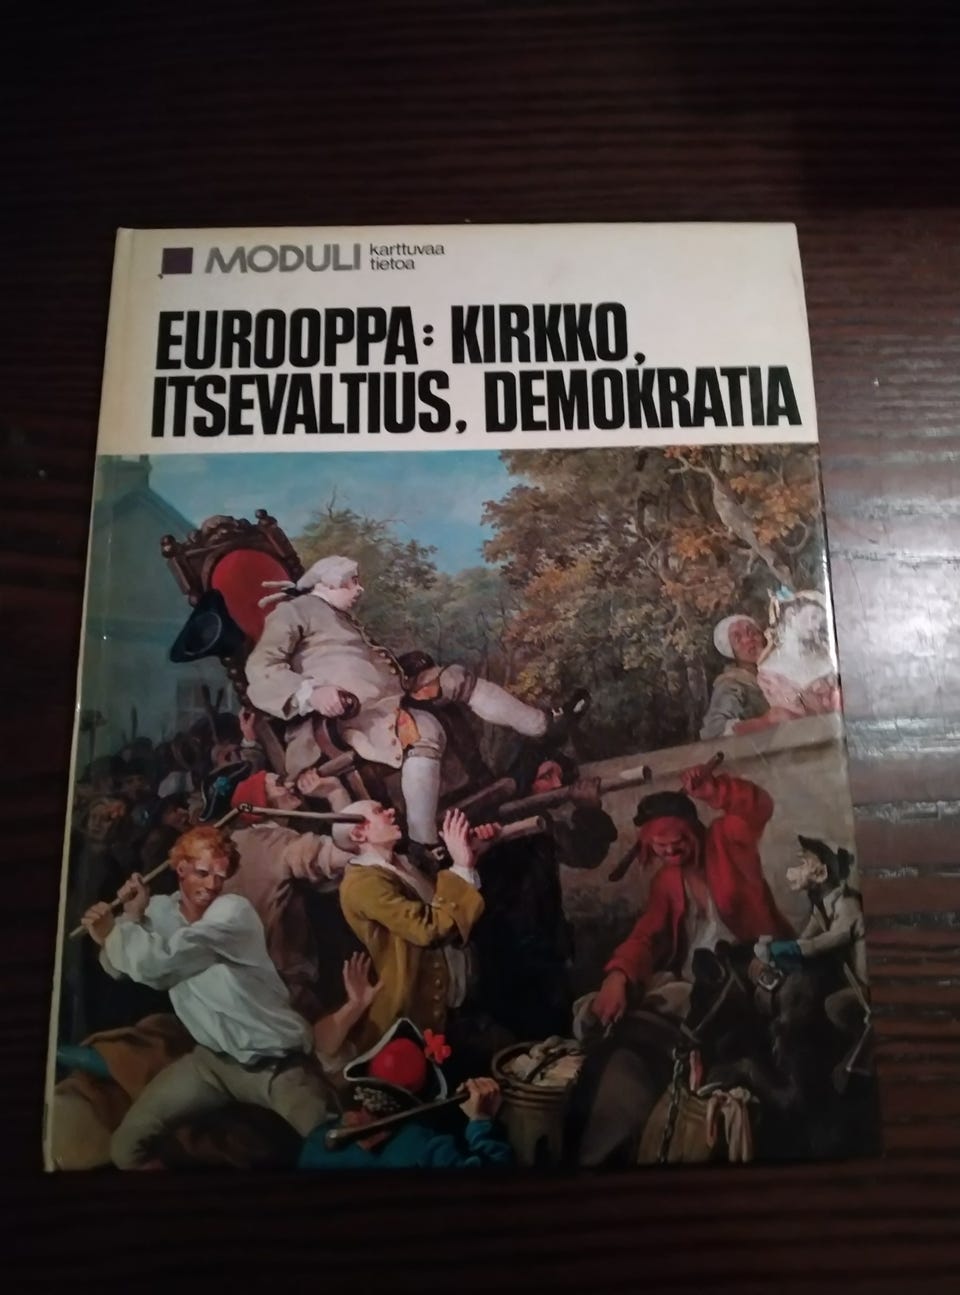 MODULI karttuvaa
tietoa
EUROOPPA: KIRKKO,
ITSEVALTIUS, DEMOKRATIA